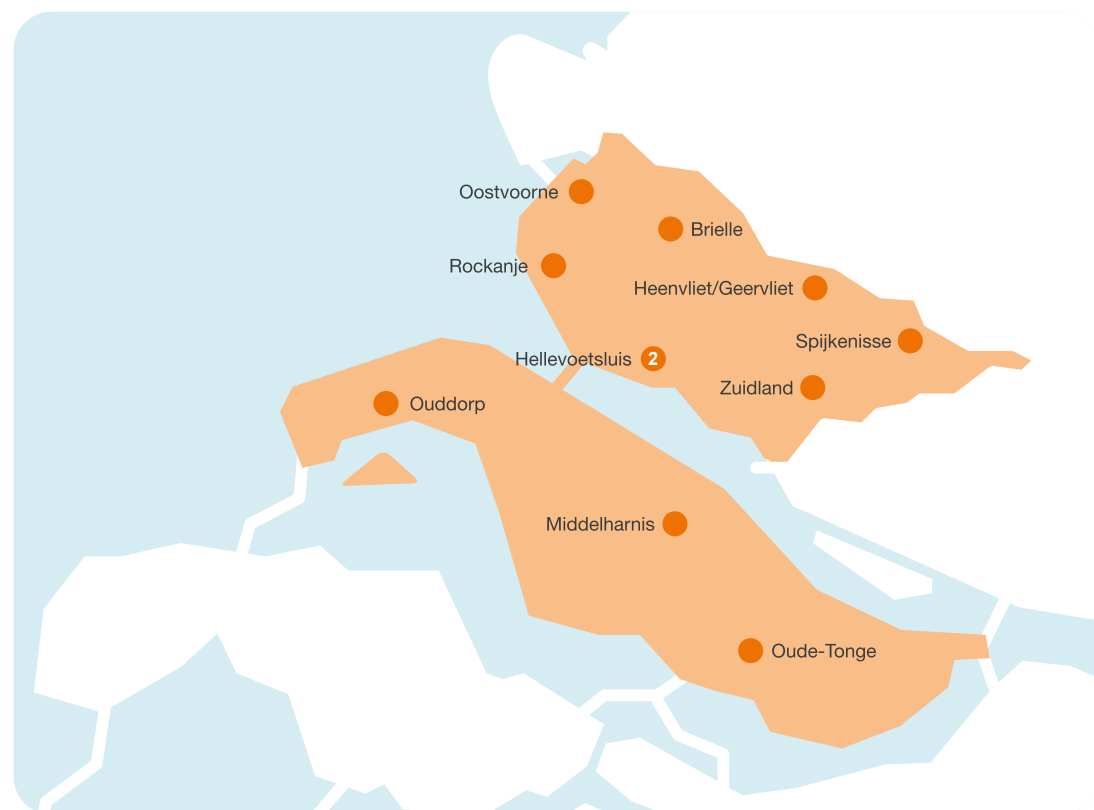 Oostvoorne
Brielle
Rockanje
Heenvliet/Geervliet
Spijkenisse
Hellevoetsluis 2
Zuidland
Ouddorp
Middelharnis
Oude-Tonge